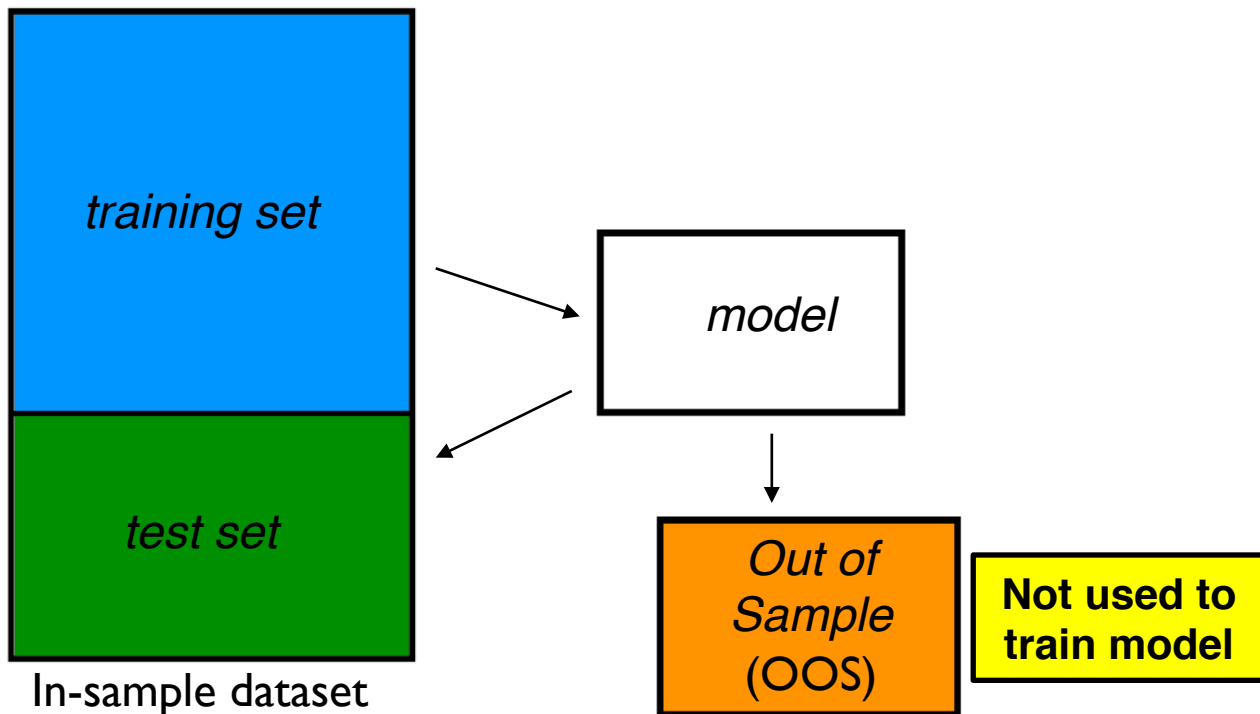 training set
model
test set
Out of
Sample
(OOS)
Not used to
train model
In-sample dataset